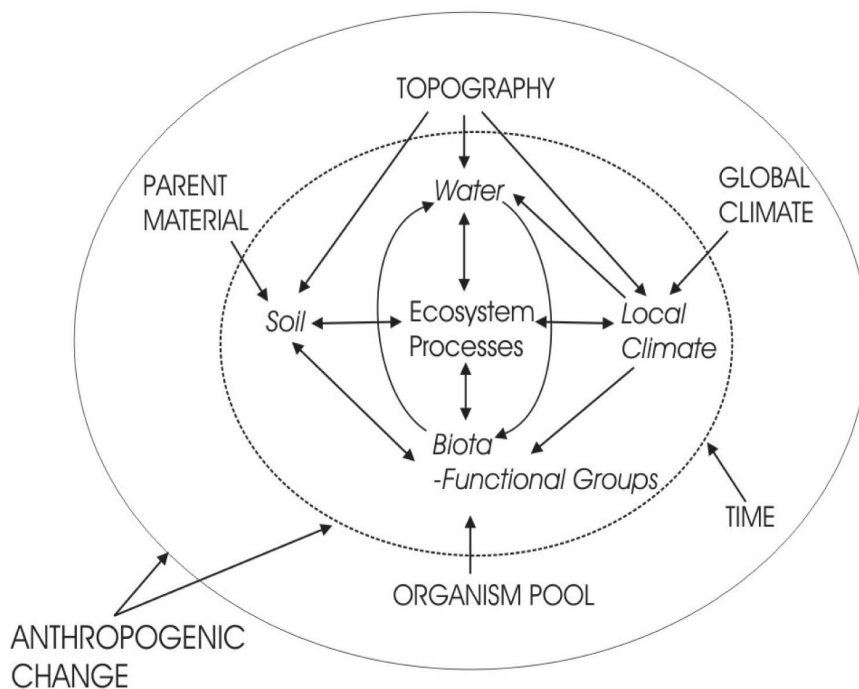 TOPOGRAPHY
PARENT
MATERIAL
GLOBAL
CLIMATE
Water
Soil
Ecosystem
Processes
Local
Climate
Biota
-Functional Groups
TIME
ORGANISM POOL
ANTHROPOGENIC
CHANGE